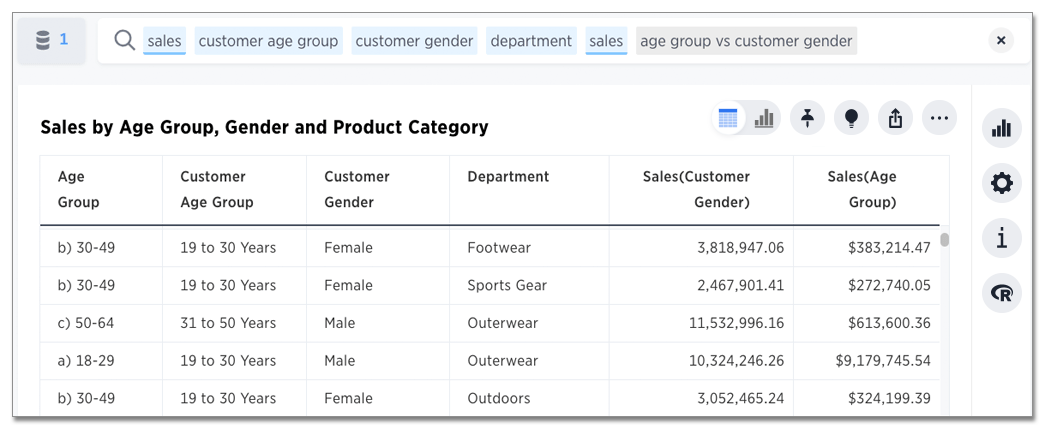 1 sales customer age group customer gender department sales age group vs customer gender
Sales by Age Group, Gender and Product Category
Age Group Customer Age Group Customer Gender Department Sales(Customer Gender) Sales(Age Group)
b) 30-49 19 to 30 Years Female Footwear 3,818,947.06 $383,214.47
b) 30-49 19 to 30 Years Female Sports Gear 2,467,901.41 $272,740.05
c) 50-64 31 to 50 Years Male Outerwear 11,532,996.16 $613,600.36
a) 18-29 19 to 30 Years Male Outerwear 10,324,246.26 $9,179,745.54
b) 30-49 19 to 30 Years Female Outdoors 3,052,465.24 $324,199.39